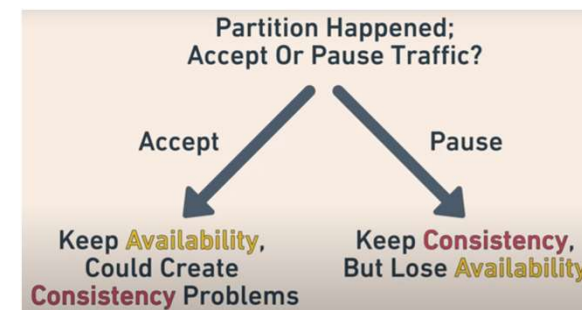 Partition Happened;
Accept Or Pause Traffic?
Accept
Pause
Keep Availability,
Could Create
Consistency Problems
Keep Consistency,
But Lose Availability